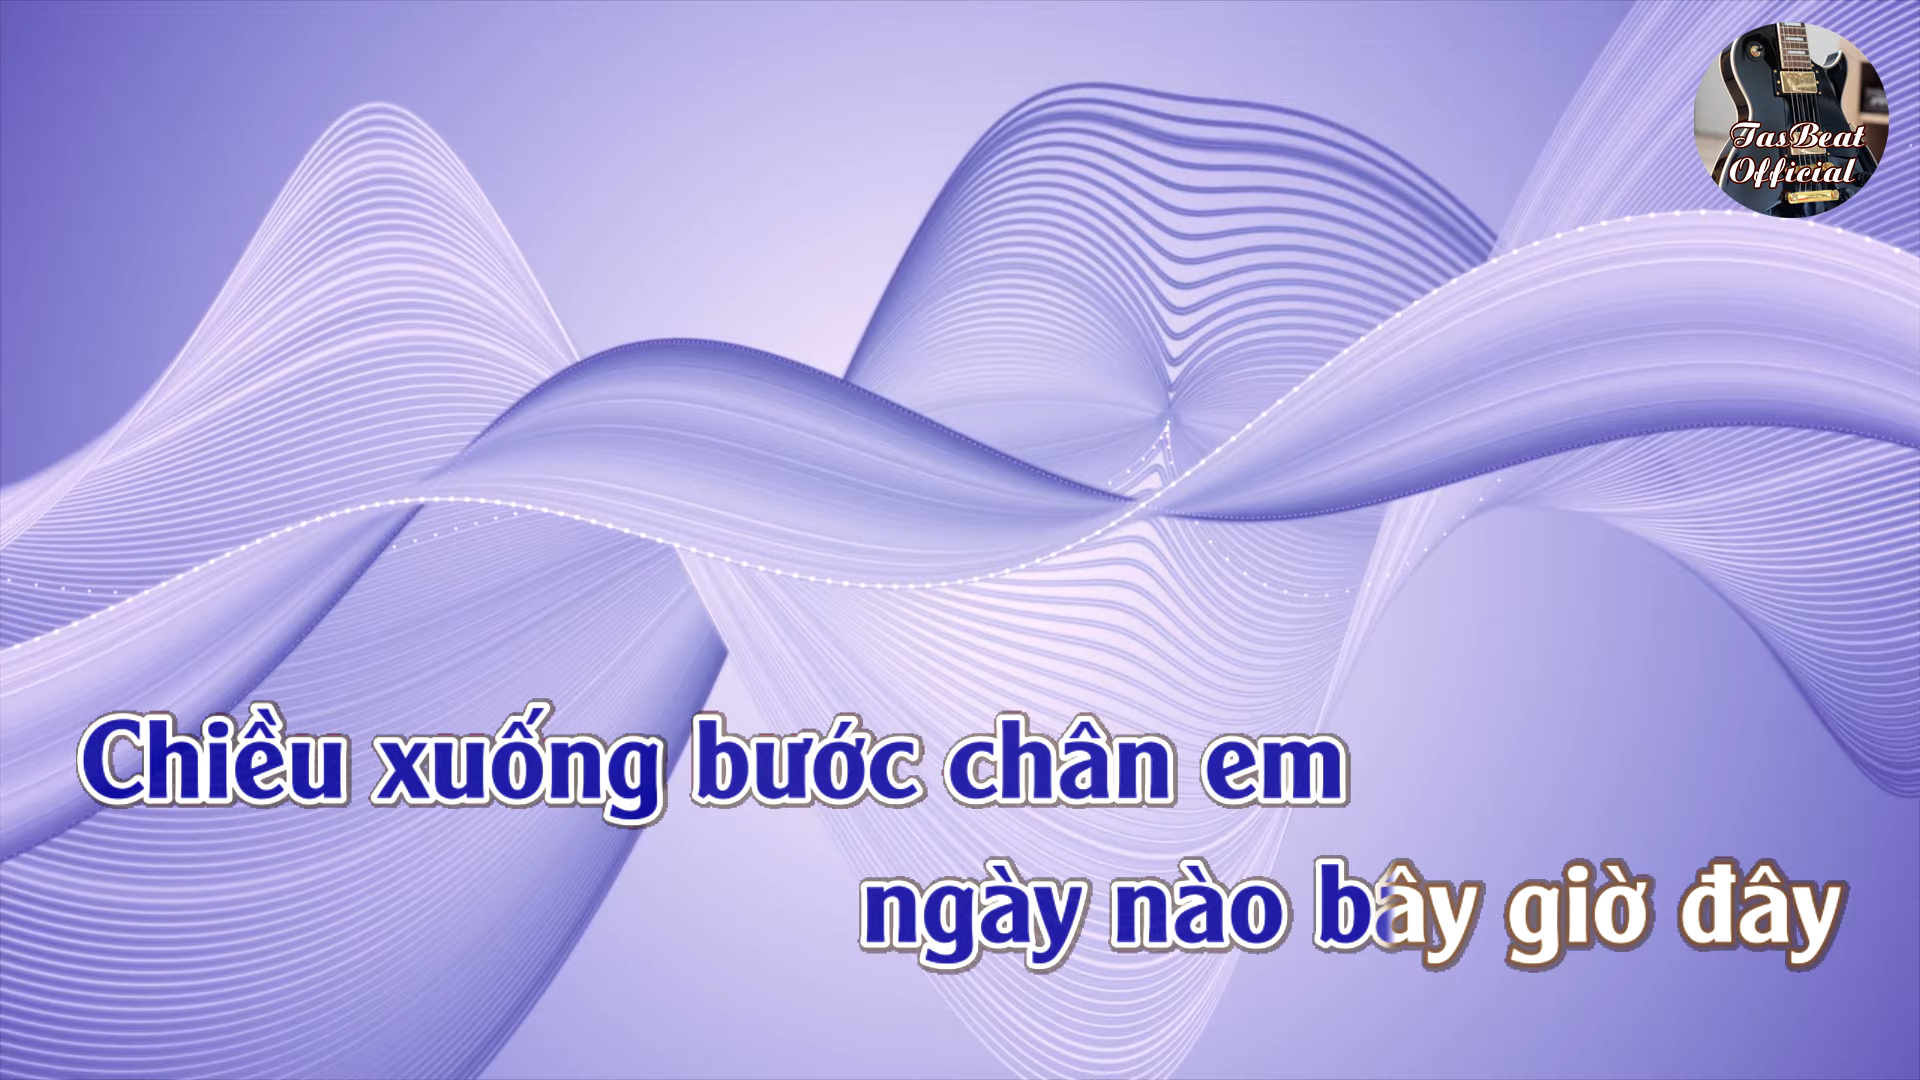 TasBeat
Official
Chiều xuống bước chân em
ngày nào bây giờ đây